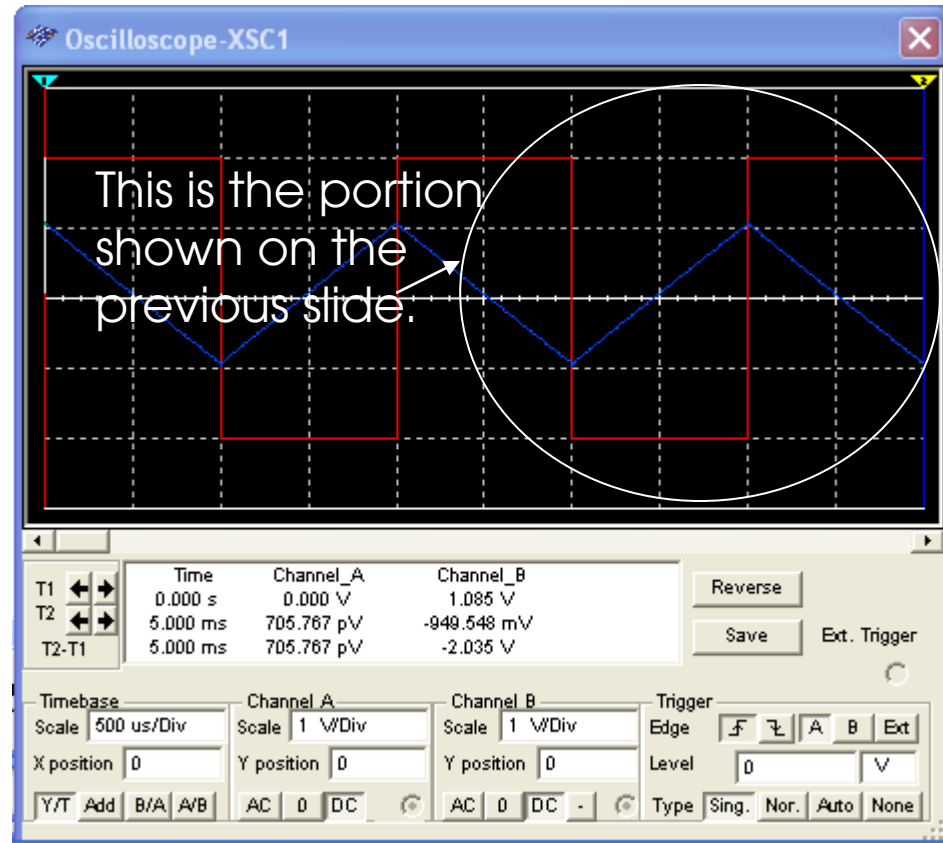 Oscilloscope-XSC1
1
2
This is the portion
shown on the
previous slide.
T1
T2
T2-T1
Time Channel_A Channel_B
0.000 s 0.000 V 1.085 V
5.000 ms 705.767 pV -949.548 mV
5.000 ms 705.767 pV -2.035 V
Reverse
Save
Ext. Trigger
Timebase
Scale 500 us/Div
X position 0
Y/T Add B/A A/B
Channel A
Scale 1 V/Div
Y position 0
AC 0 DC
Channel B
Scale 1 V/Div
Y position 0
AC 0 DC -
Trigger
Edge A B Ext
Level 0 V
Type Sing. Nor. Auto None